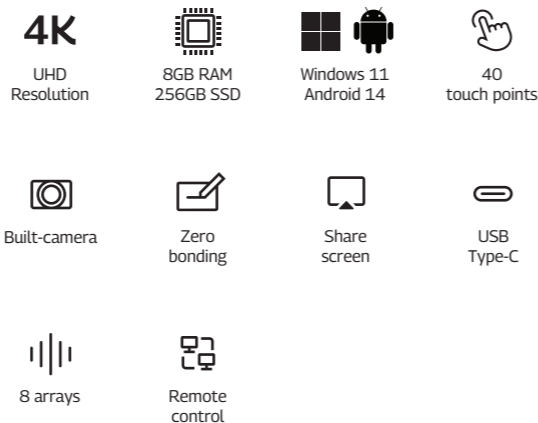 4K
UHD
Resolution
8GB RAM
256GB SSD
Windows 11
Android 14
40
touch points
Built-camera
Zero
bonding
Share
screen
USB
Type-C
8 arrays
Remote
control